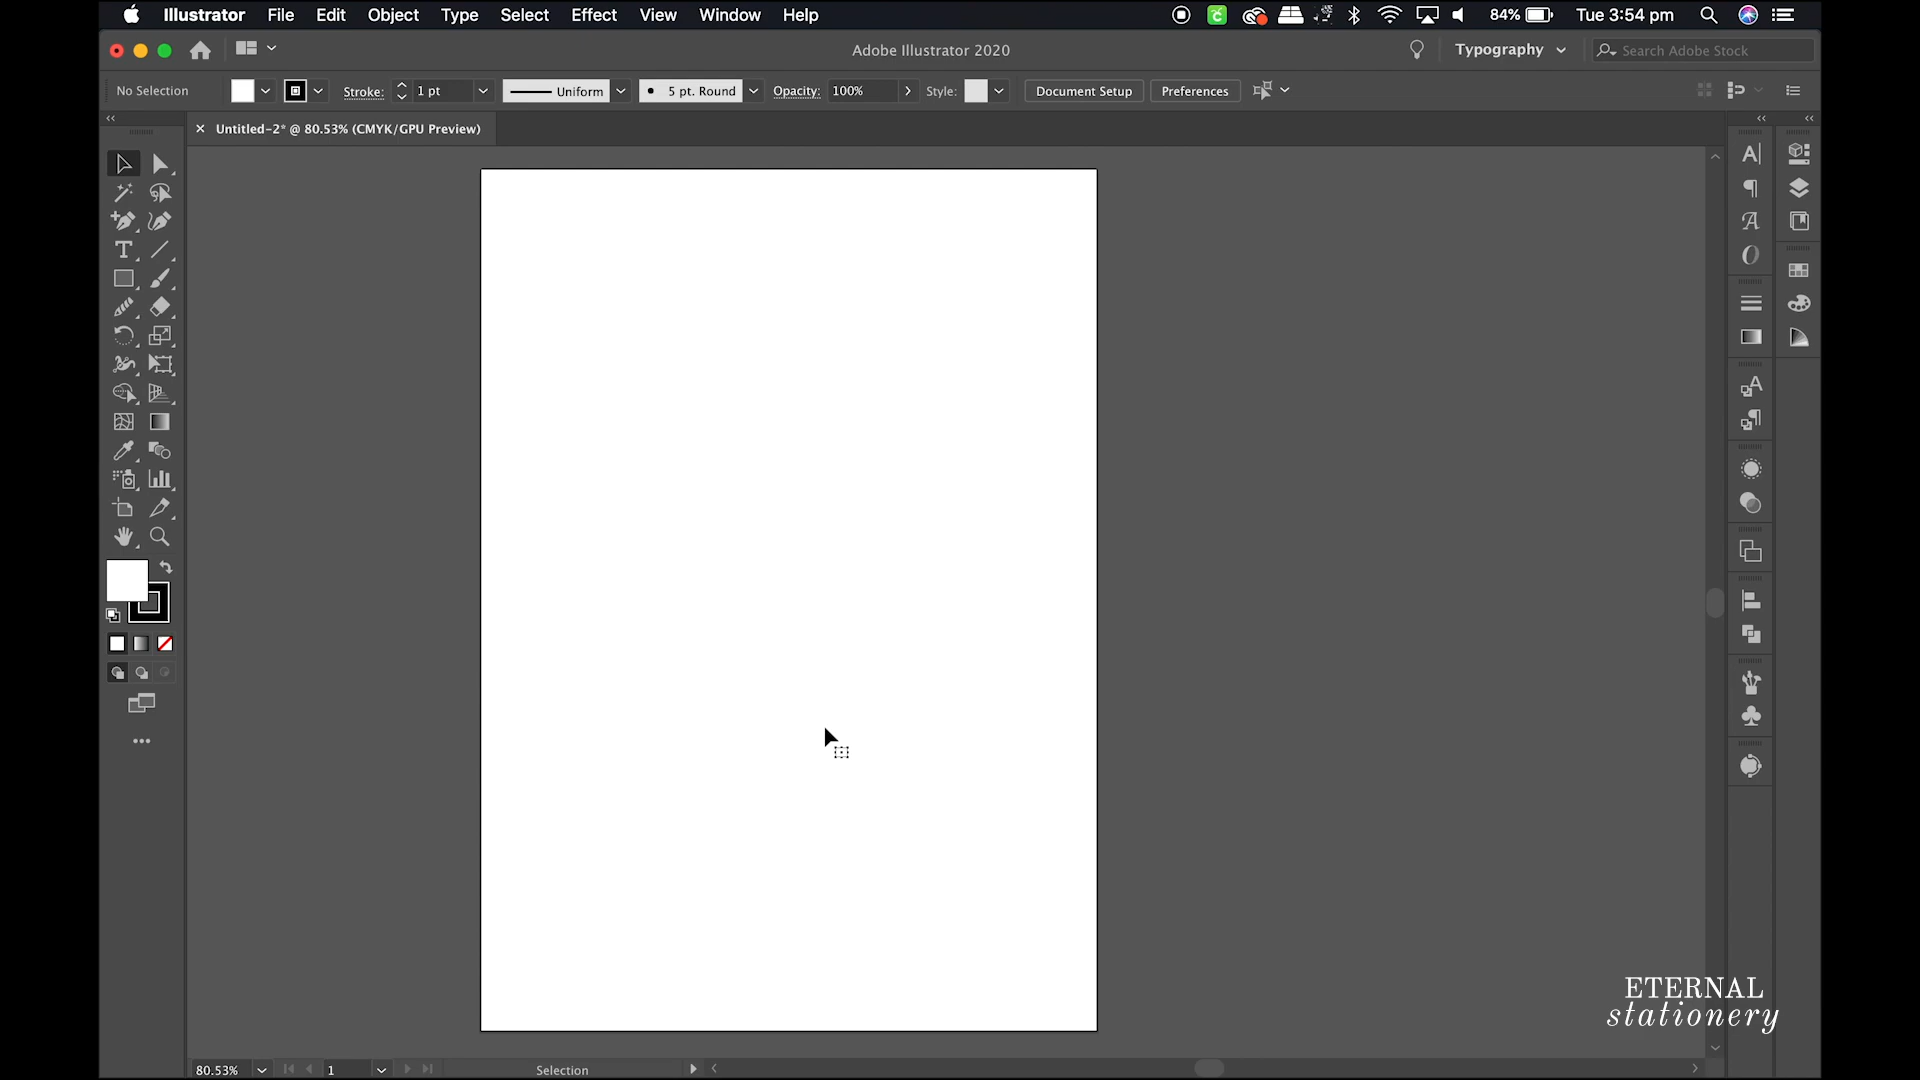 Illustrator File Edit Object Type Select Effect View Window Help 84% Tue 3:54 pm
Adobe Illustrator 2020 Typography Search Adobe Stock
No Selection Stroke: 1 pt Uniform 5 pt. Round Opacity: 100% Style: Document Setup Preferences
Untitled-2* @ 80.53% (CMYK/GPU Preview)
ETERNAL
stationery
80.53% 1 Selection